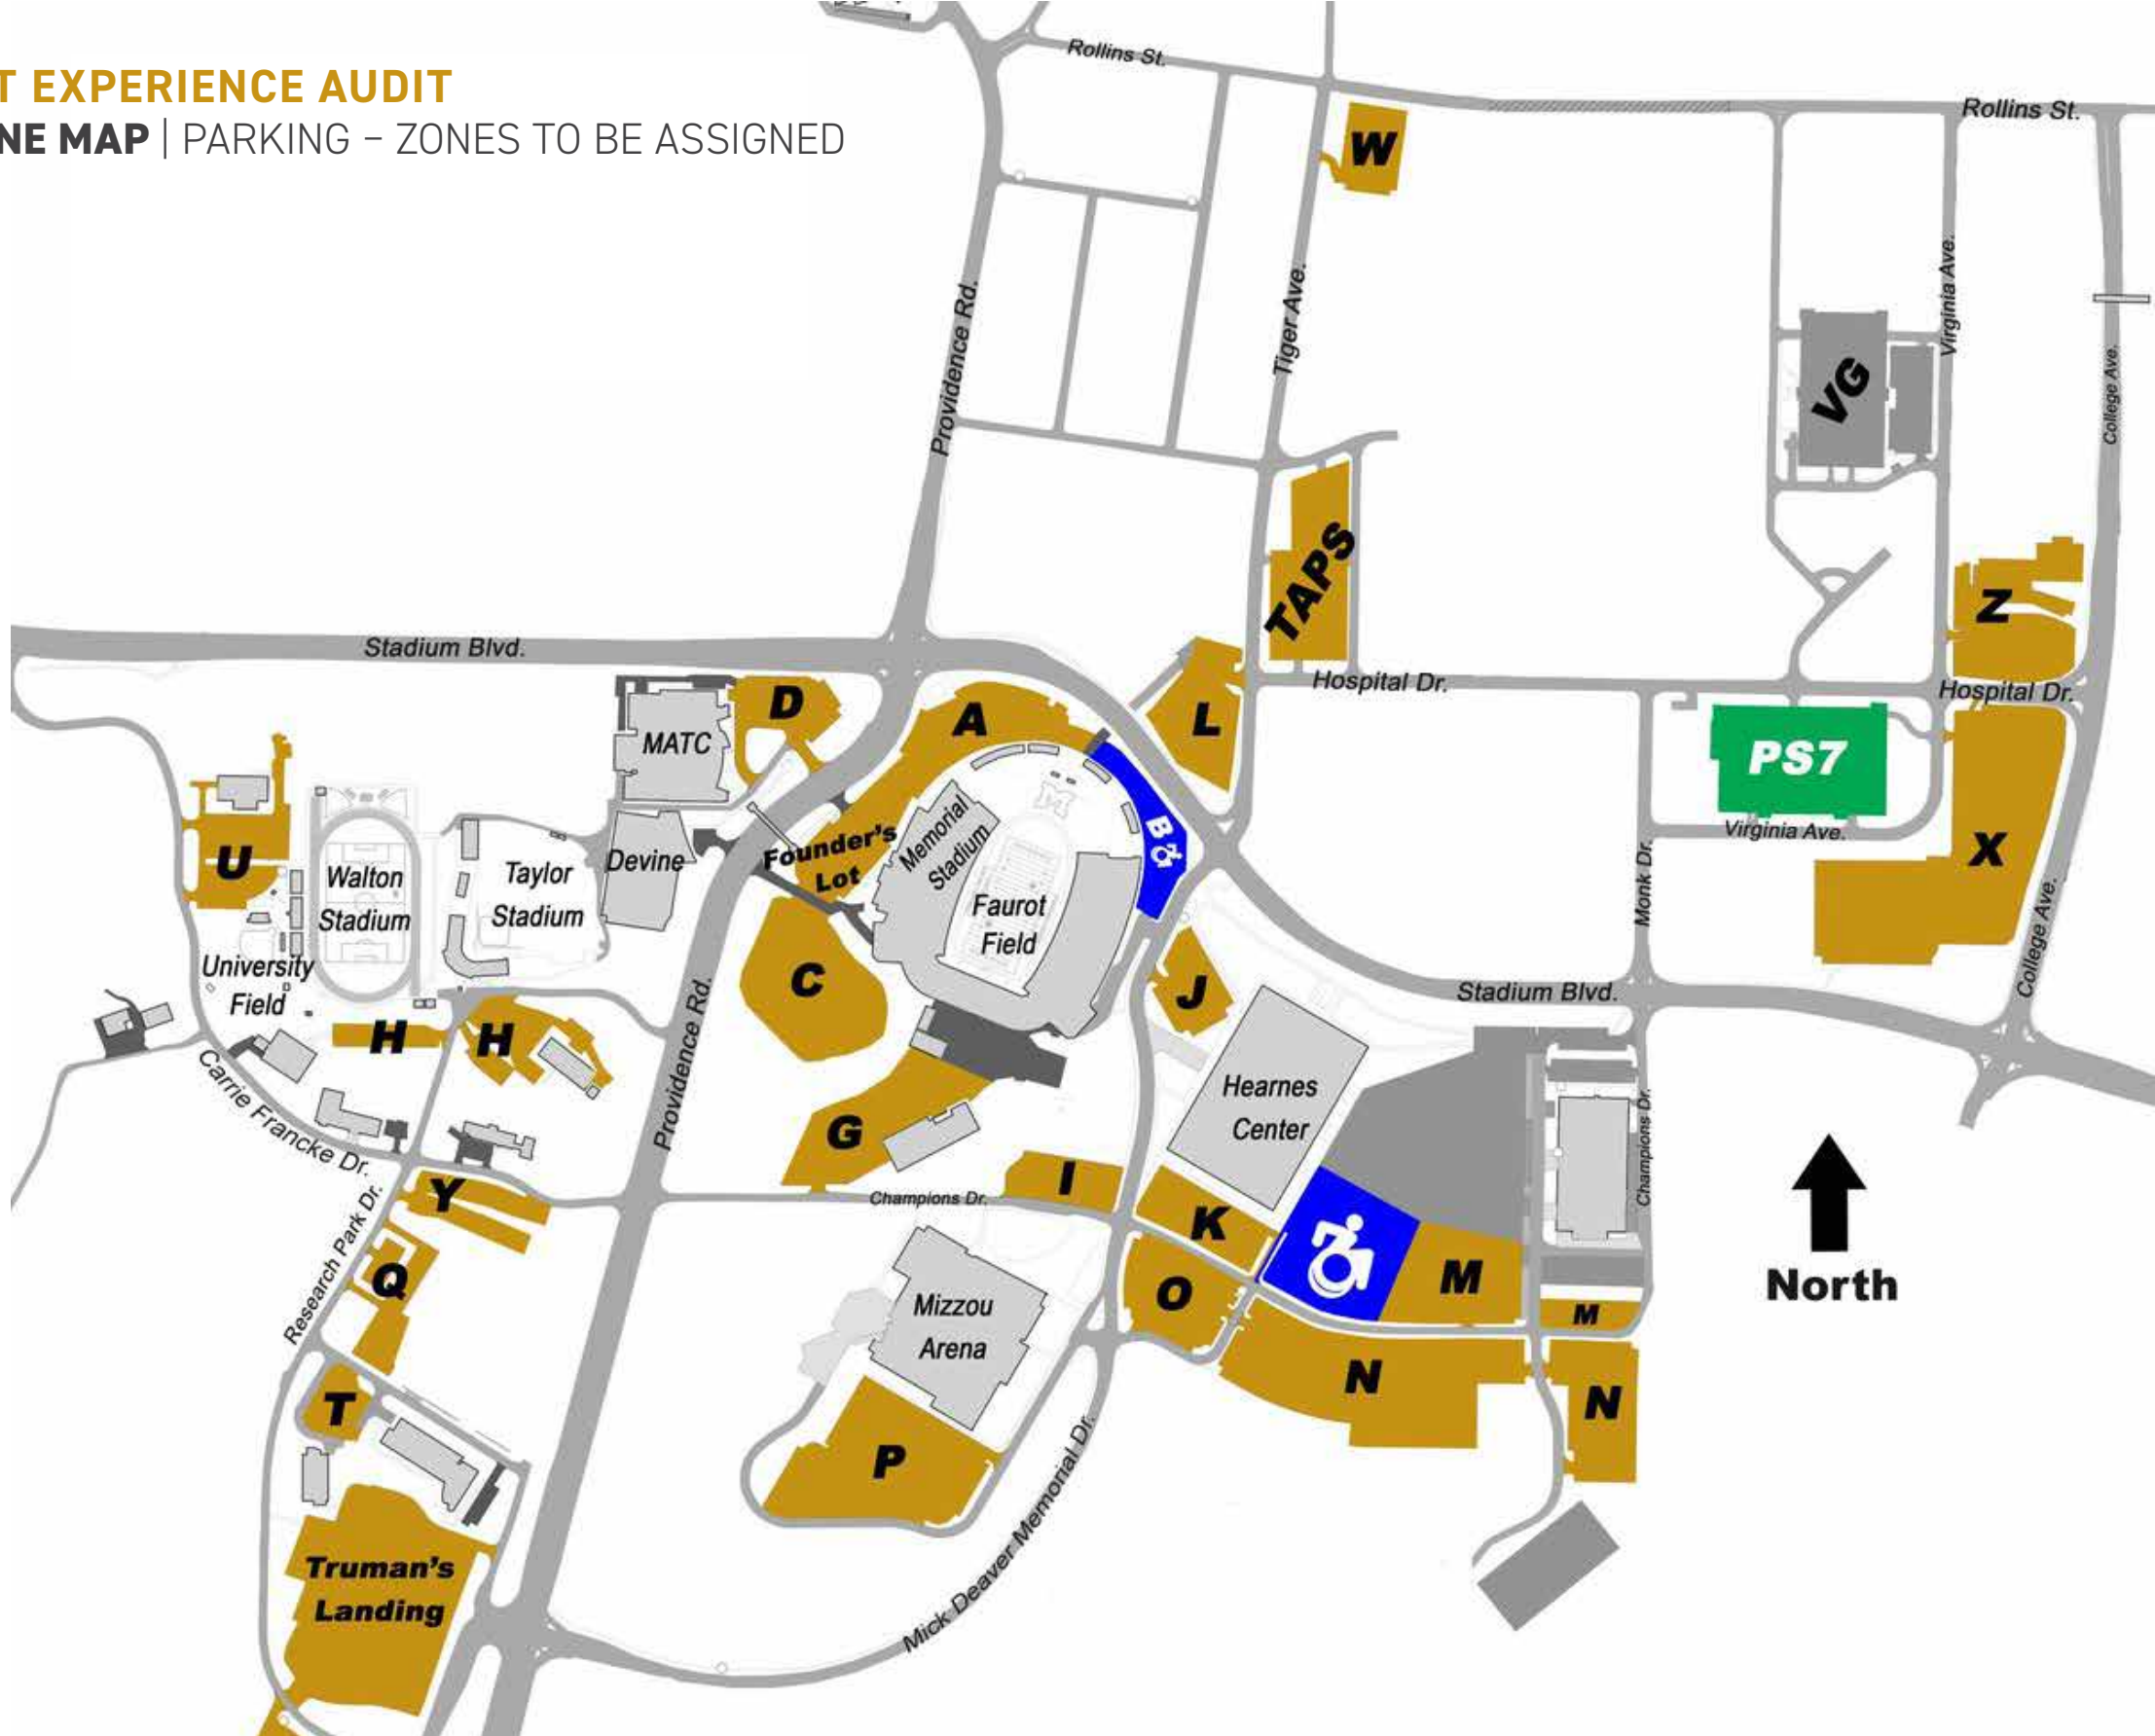 T EXPERIENCE AUDIT
NE MAP | PARKING – ZONES TO BE ASSIGNED
Rollins St.
Rollins St.
W
Providence Rd.
Tiger Ave.
Virginia Ave.
College Ave.
VG
TAPS
Z
Stadium Blvd.
Hospital Dr.
Hospital Dr.
D
A
L
MATC
PS7
Virginia Ave.
Founder's
Lot
Memorial
Stadium
B
Devine
Monk Dr.
X
U
Walton
Stadium
Taylor
Stadium
Faurot
Field
M
C
J
University
Field
Stadium Blvd.
College Ave.
H
H
Providence Rd.
Hearnes
Center
Carrie Francke Dr.
G
Champions Dr.
I
Champions Dr.
Y
K
Research Park Dr.
Q
O
M
M
North
Mizzou
Arena
N
N
T
P
Mick Deaver Memorial Dr.
Truman's
Landing